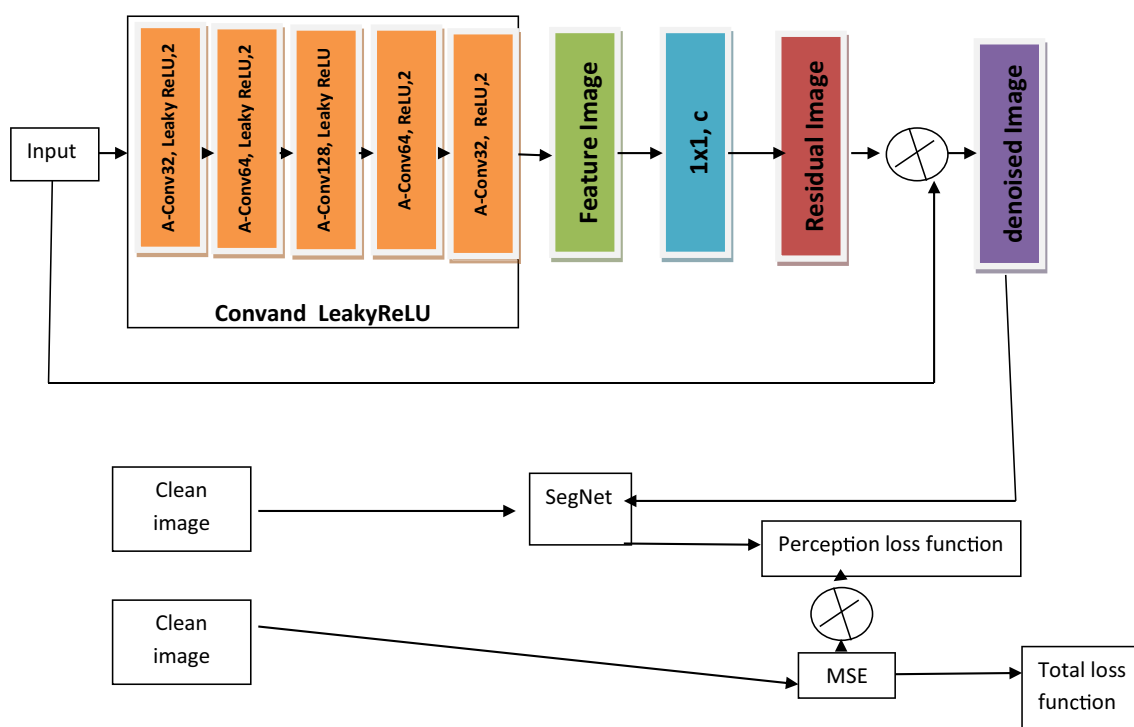 Input
A-Conv32, Leaky ReLU,2
A-Conv64, Leaky ReLU,2
A-Conv128, Leaky ReLU
A-Conv64, ReLU,2
A-Conv32, ReLU,2
Convand LeakyReLU
Feature Image
1x1, c
Residual Image
denoised Image
Clean
image
SegNet
Perception loss function
Clean
image
MSE
Total loss
function